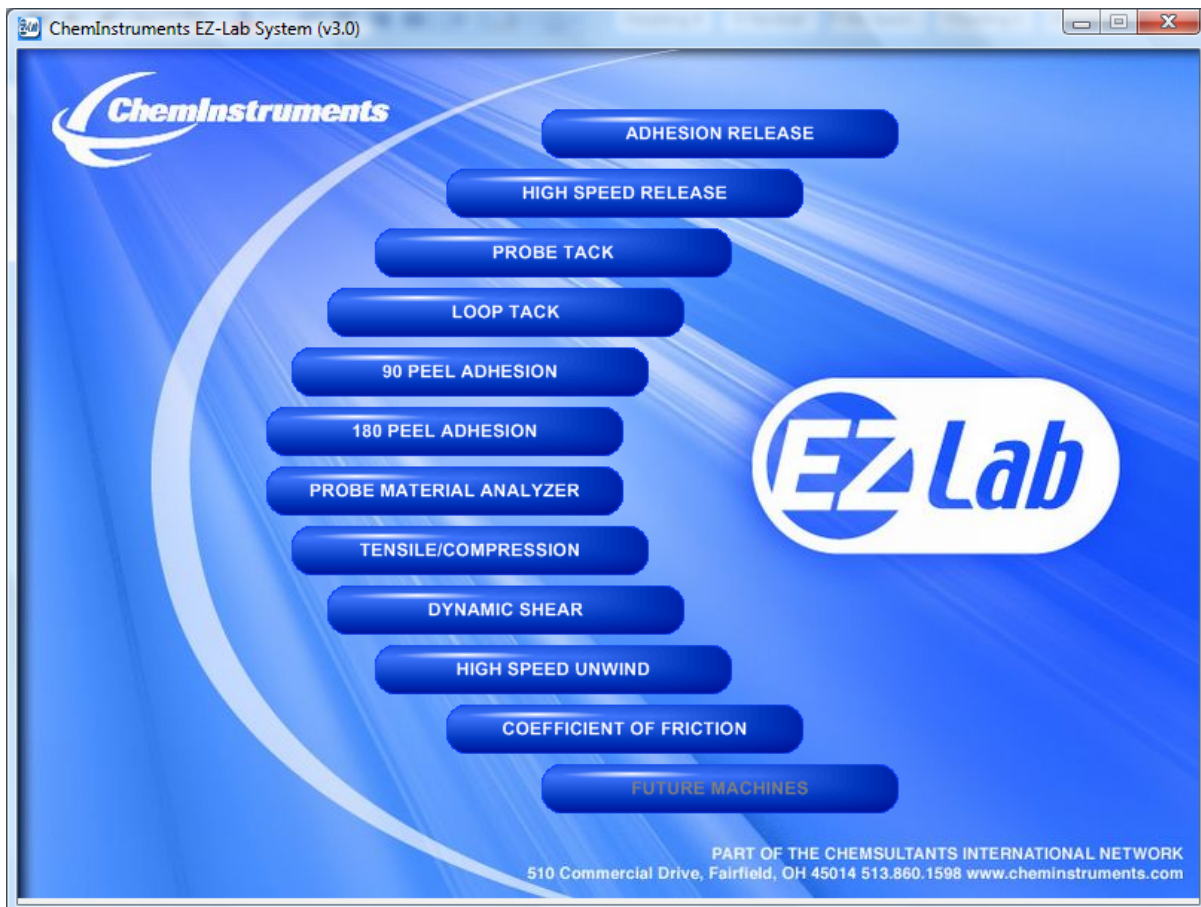 ChemInstruments EZ-Lab System (v3.0)
ChemInstruments
ADHESION RELEASE
HIGH SPEED RELEASE
PROBE TACK
LOOP TACK
90 PEEL ADHESION
180 PEEL ADHESION
PROBE MATERIAL ANALYZER
TENSILE/COMPRESSION
DYNAMIC SHEAR
HIGH SPEED UNWIND
COEFFICIENT OF FRICTION
FUTURE MACHINES
EZ Lab
PART OF THE CHEMSULTANTS INTERNATIONAL NETWORK
510 Commercial Drive, Fairfield, OH 45014 513.860.1598 www.cheminstruments.com